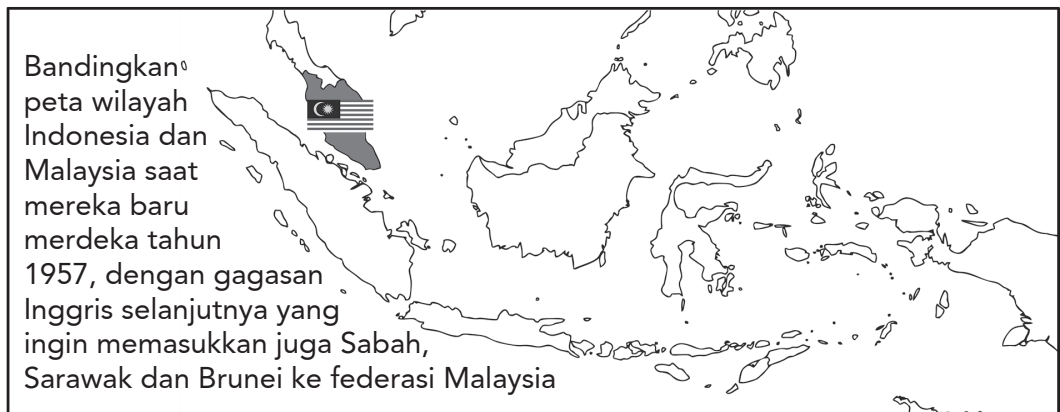 Bandingkan
peta wilayah
Indonesia dan
Malaysia saat
mereka baru
merdeka tahun
1957, dengan gagasan
Inggris selanjutnya yang
ingin memasukkan juga Sabah,
Sarawak dan Brunei ke federasi Malaysia